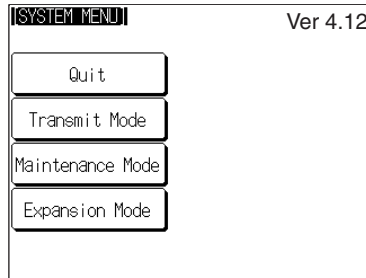 [SYSTEM MENU]
Ver 4.12
Quit
Transmit Mode
Maintenance Mode
Expansion Mode